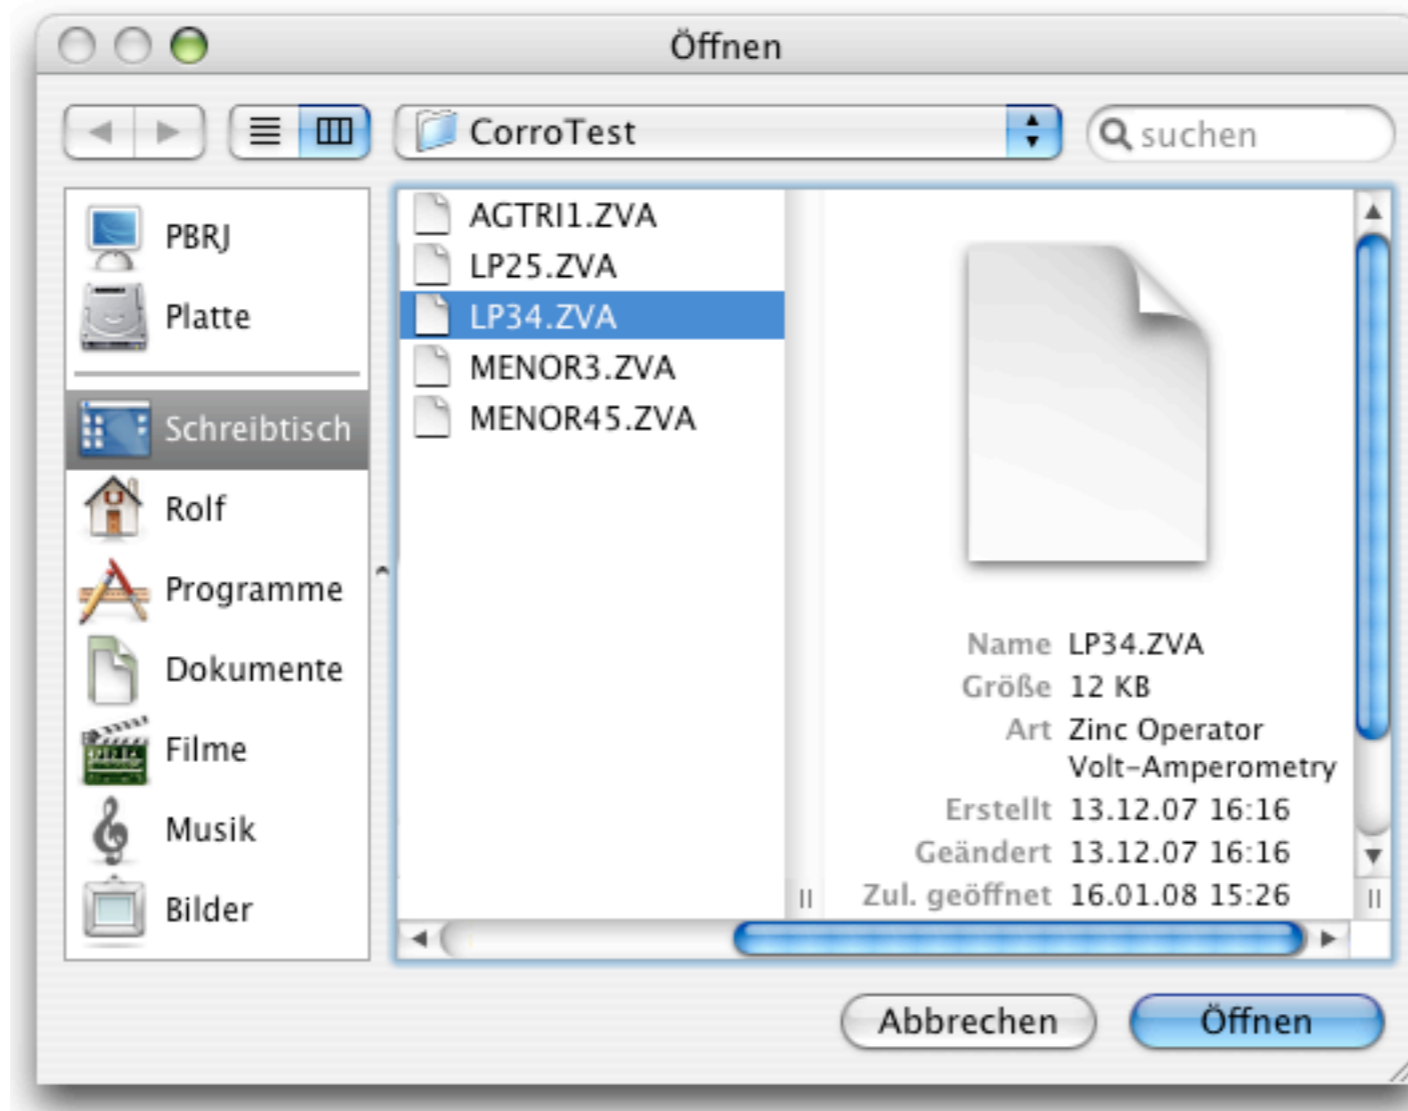 Öffnen
CorroTest
suchen
PBRJ
Platte
Schreibtisch
Rolf
Programme
Dokumente
Filme
Musik
Bilder
AGTRI1.ZVA
LP25.ZVA
LP34.ZVA
MENOR3.ZVA
MENOR45.ZVA
Name LP34.ZVA
Größe 12 KB
Art Zinc Operator
Volt-Amperometry
Erstellt 13.12.07 16:16
Geändert 13.12.07 16:16
Zul. geöffnet 16.01.08 15:26
Abbrechen
Öffnen